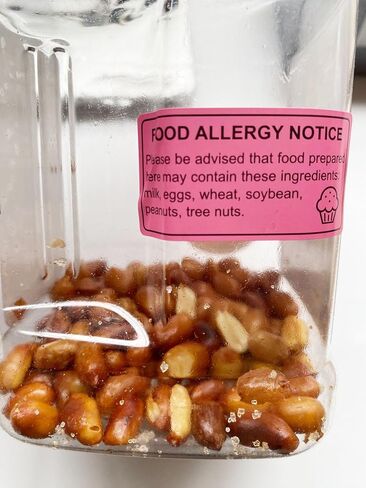 FOOD ALLERGY NOTICE
Please be advised that food prepared
here may contain these ingredients:
milk, eggs, wheat, soybean,
peanuts, tree nuts.